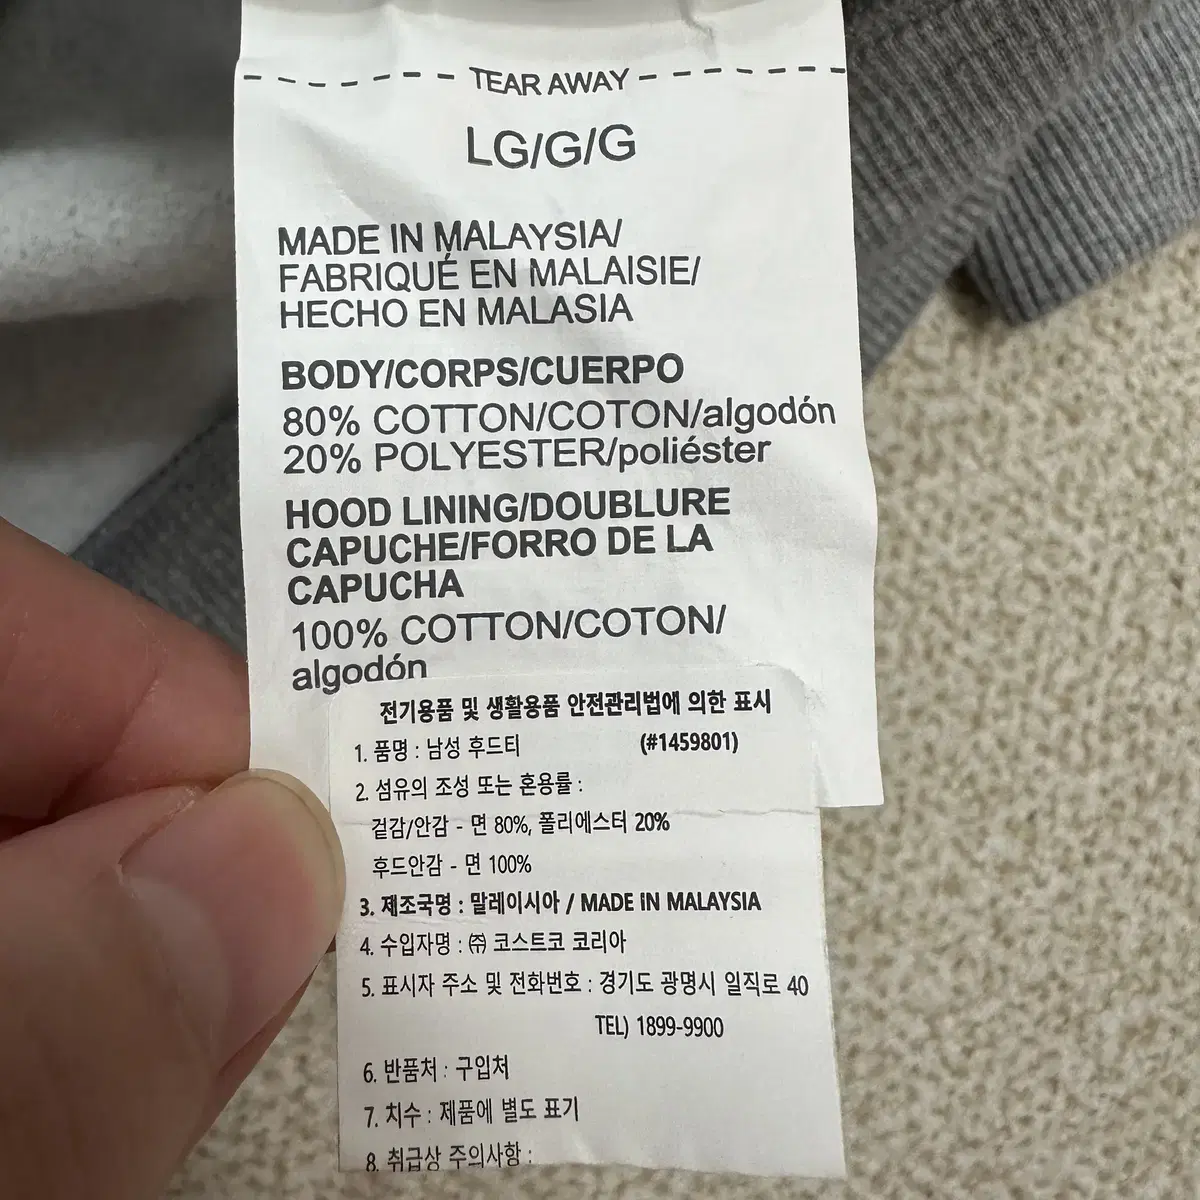 TEAR AWAY
LG/G/G
MADE IN MALAYSIA/
FABRIQUÉ EN MALAISIE/
HECHO EN MALASIA
BODY/CORPS/CUERPO
80% COTTON/COTON/algodón
20% POLYESTER/poliéster
HOOD LINING/DOUBLURE
CAPUCHE/FORRO DE LA
CAPUCHA
100% COTTON/COTON/
algodón
전기용품 및 생활용품 안전관리법에 의한 표시
1. 품명 : 남성 후드티 (#1459801)
2. 섬유의 조성 또는 혼용률 :
겉감/안감 - 면 80%, 폴리에스터 20%
후드안감 - 면 100%
3. 제조국명 : 말레이시아 / MADE IN MALAYSIA
4. 수입자명 : ㈜ 코스트코 코리아
5. 표시자 주소 및 전화번호 : 경기도 광명시 일직로 40
TEL) 1899-9900
6. 반품처 : 구입처
7. 치수 : 제품에 별도 표기
8. 취급상 주의사항 :